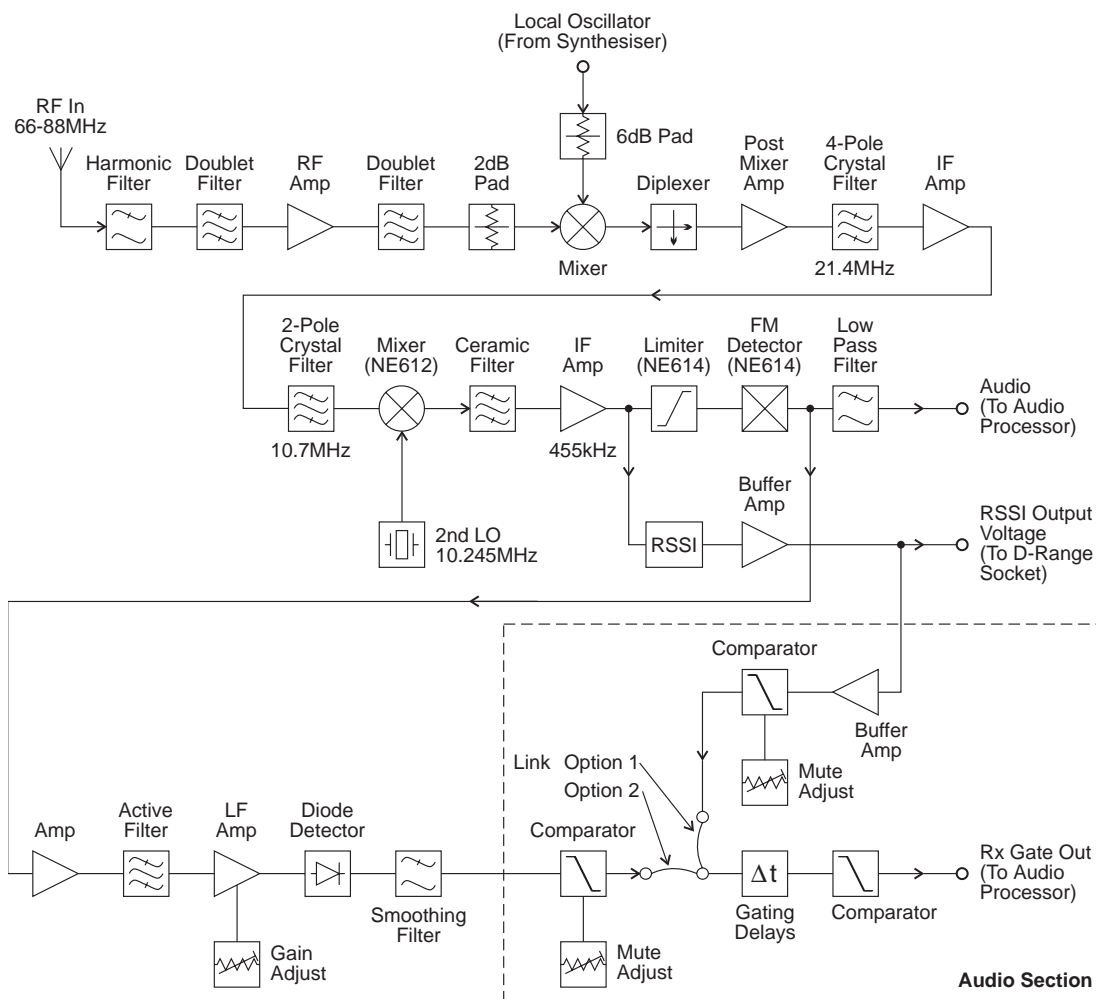 Local Oscillator
(From Synthesiser)
RF In
66-88MHz
6dB Pad
Harmonic
Filter
Doublet
Filter
RF
Amp
Doublet
Filter
2dB
Pad
Mixer
Diplexer
Post
Mixer
Amp
4-Pole
Crystal
Filter
21.4MHz
IF
Amp
2-Pole
Crystal
Filter
10.7MHz
Mixer
(NE612)
Ceramic
Filter
IF
Amp
455kHz
Limiter
(NE614)
FM
Detector
(NE614)
Low
Pass
Filter
Audio
(To Audio
Processor)
2nd LO
10.245MHz
RSSI
Buffer
Amp
RSSI Output
Voltage
(To D-Range
Socket)
Comparator
Buffer
Amp
Mute
Adjust
Link Option 1
Option 2
Amp
Active
Filter
LF
Amp
Gain
Adjust
Diode
Detector
Smoothing
Filter
Comparator
Mute
Adjust
Δt
Gating
Delays
Comparator
Rx Gate Out
(To Audio
Processor)
Audio Section